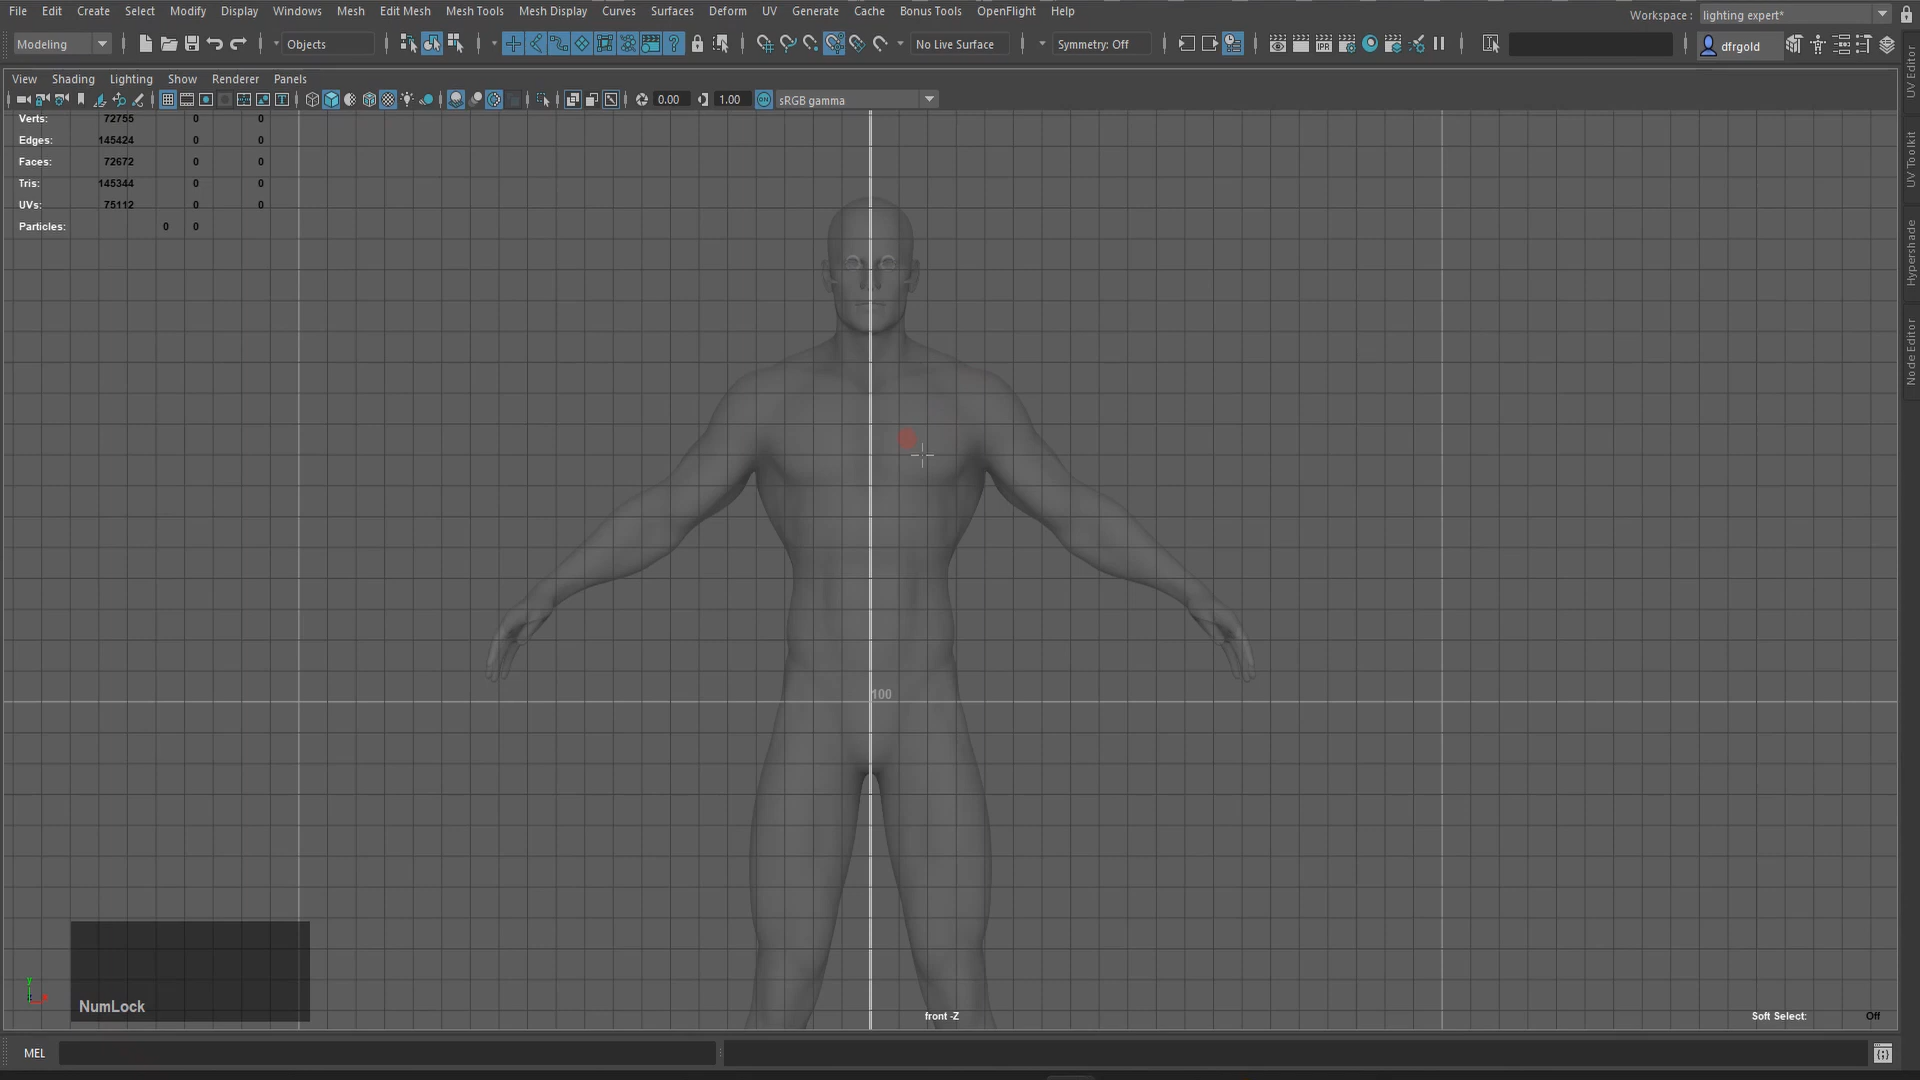 File Edit Create Select Modify Display Windows Mesh Edit Mesh Mesh Tools Mesh Display Curves Surfaces Deform UV Generate Cache Bonus Tools OpenFlight Help
Workspace : lighting expert*
Modeling Objects No Live Surface Symmetry: Off dfrgold
View Shading Lighting Show Renderer Panels
0.00 1.00 ON sRGB gamma
Verts: 72755 0 0
Edges: 145424 0 0
Faces: 72672 0 0
Tris: 145344 0 0
UVs: 75112 0 0
Particles: 0 0
UV Editor
UV Toolkit
Hypershade
Node Editor
100
y
NumLock
front -Z
Soft Select: Off
MEL